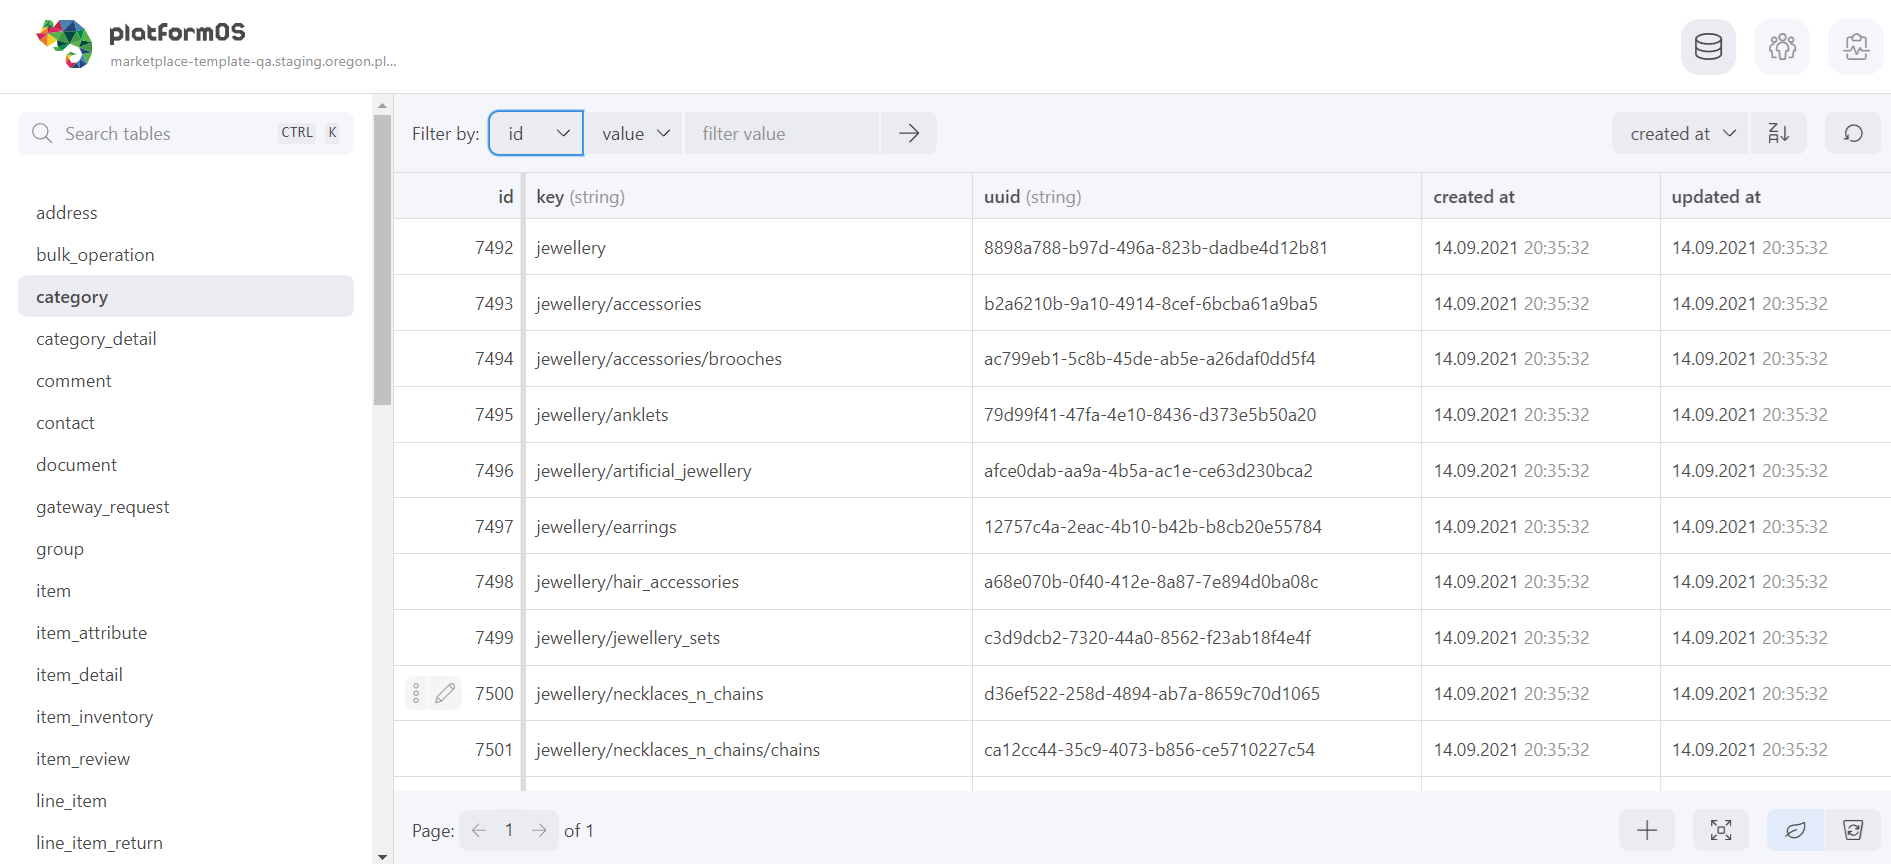 platformOS
marketplace-template-qa.staging.oregon.pl...
Search tables CTRL K
address
bulk_operation
category
category_detail
comment
contact
document
gateway_request
group
item
item_attribute
item_detail
item_inventory
item_review
line_item
line_item_return
Filter by: id value filter value created at
id key (string) uuid (string) created at updated at
7492 jewellery 8898a788-b97d-496a-823b-dadbe4d12b81 14.09.2021 20:35:32 14.09.2021 20:35:32
7493 jewellery/accessories b2a6210b-9a10-4914-8cef-6bcba61a9ba5 14.09.2021 20:35:32 14.09.2021 20:35:32
7494 jewellery/accessories/brooches ac799eb1-5c8b-45de-ab5e-a26daf0dd5f4 14.09.2021 20:35:32 14.09.2021 20:35:32
7495 jewellery/anklets 79d99f41-47fa-4e10-8436-d373e5b50a20 14.09.2021 20:35:32 14.09.2021 20:35:32
7496 jewellery/artificial_jewellery afce0dab-aa9a-4b5a-ac1e-ce63d230bca2 14.09.2021 20:35:32 14.09.2021 20:35:32
7497 jewellery/earrings 12757c4a-2eac-4b10-b42b-b8cb20e55784 14.09.2021 20:35:32 14.09.2021 20:35:32
7498 jewellery/hair_accessories a68e070b-0f40-412e-8a87-7e894d0ba08c 14.09.2021 20:35:32 14.09.2021 20:35:32
7499 jewellery/jewellery_sets c3d9dcb2-7320-44a0-8562-f23ab18f4e4f 14.09.2021 20:35:32 14.09.2021 20:35:32
7500 jewellery/necklaces_n_chains d36ef522-258d-4894-ab7a-8659c70d1065 14.09.2021 20:35:32 14.09.2021 20:35:32
7501 jewellery/necklaces_n_chains/chains ca12cc44-35c9-4073-b856-ce5710227c54 14.09.2021 20:35:32 14.09.2021 20:35:32
Page: 1 of 1